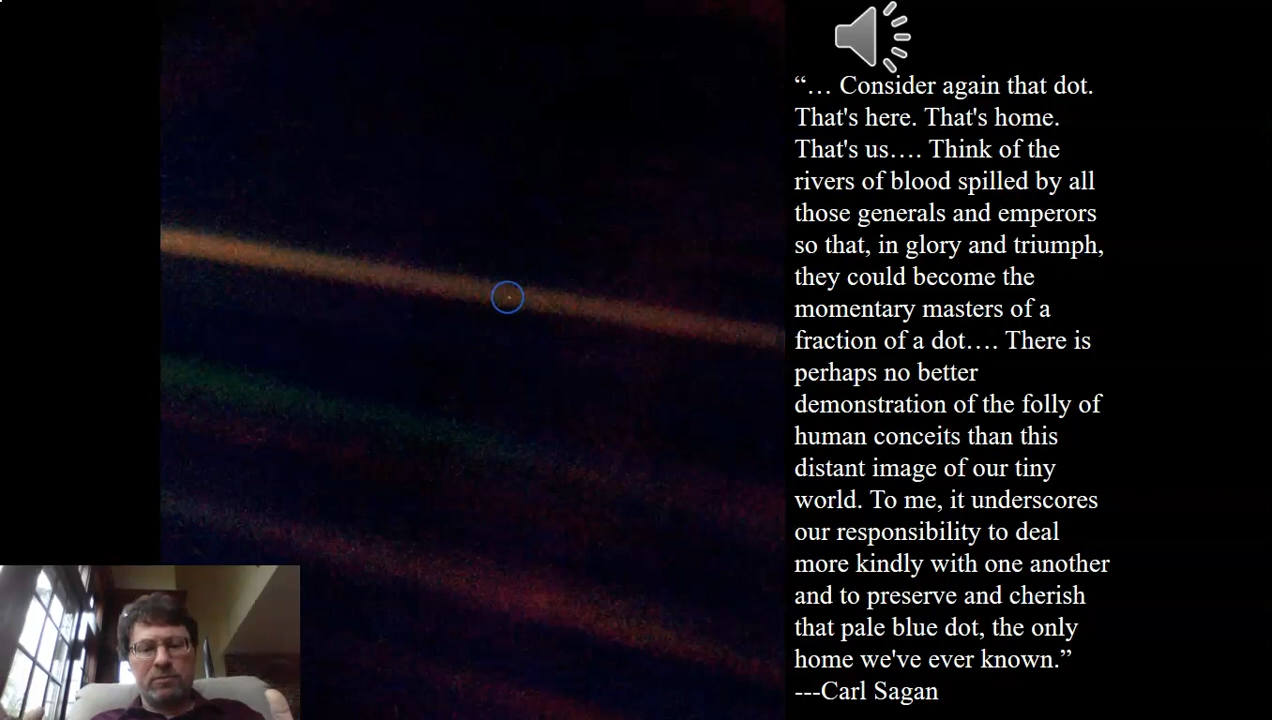 “… Consider again that dot.
That's here. That's home.
That's us…. Think of the
rivers of blood spilled by all
those generals and emperors
so that, in glory and triumph,
they could become the
momentary masters of a
fraction of a dot…. There is
perhaps no better
demonstration of the folly of
human conceits than this
distant image of our tiny
world. To me, it underscores
our responsibility to deal
more kindly with one another
and to preserve and cherish
that pale blue dot, the only
home we've ever known.”
---Carl Sagan